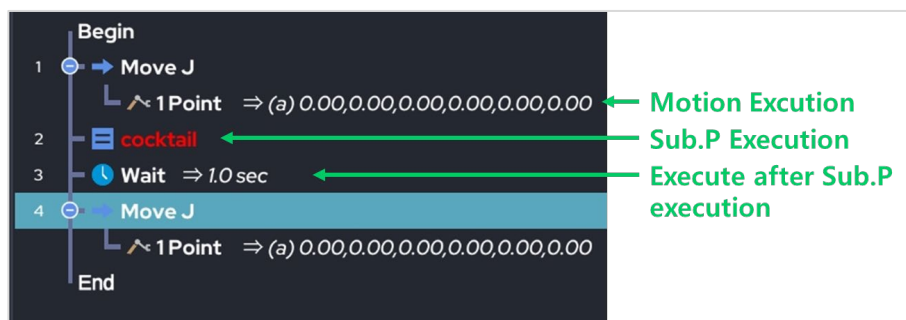 Begin
1 Move J
1 Point ⇒ (a) 0.00,0.00,0.00,0.00,0.00,0.00
Motion Excution
2 cocktail
Sub.P Execution
3 Wait ⇒ 1.0 sec
Execute after Sub.P
execution
4 Move J
1 Point ⇒ (a) 0.00,0.00,0.00,0.00,0.00,0.00
End